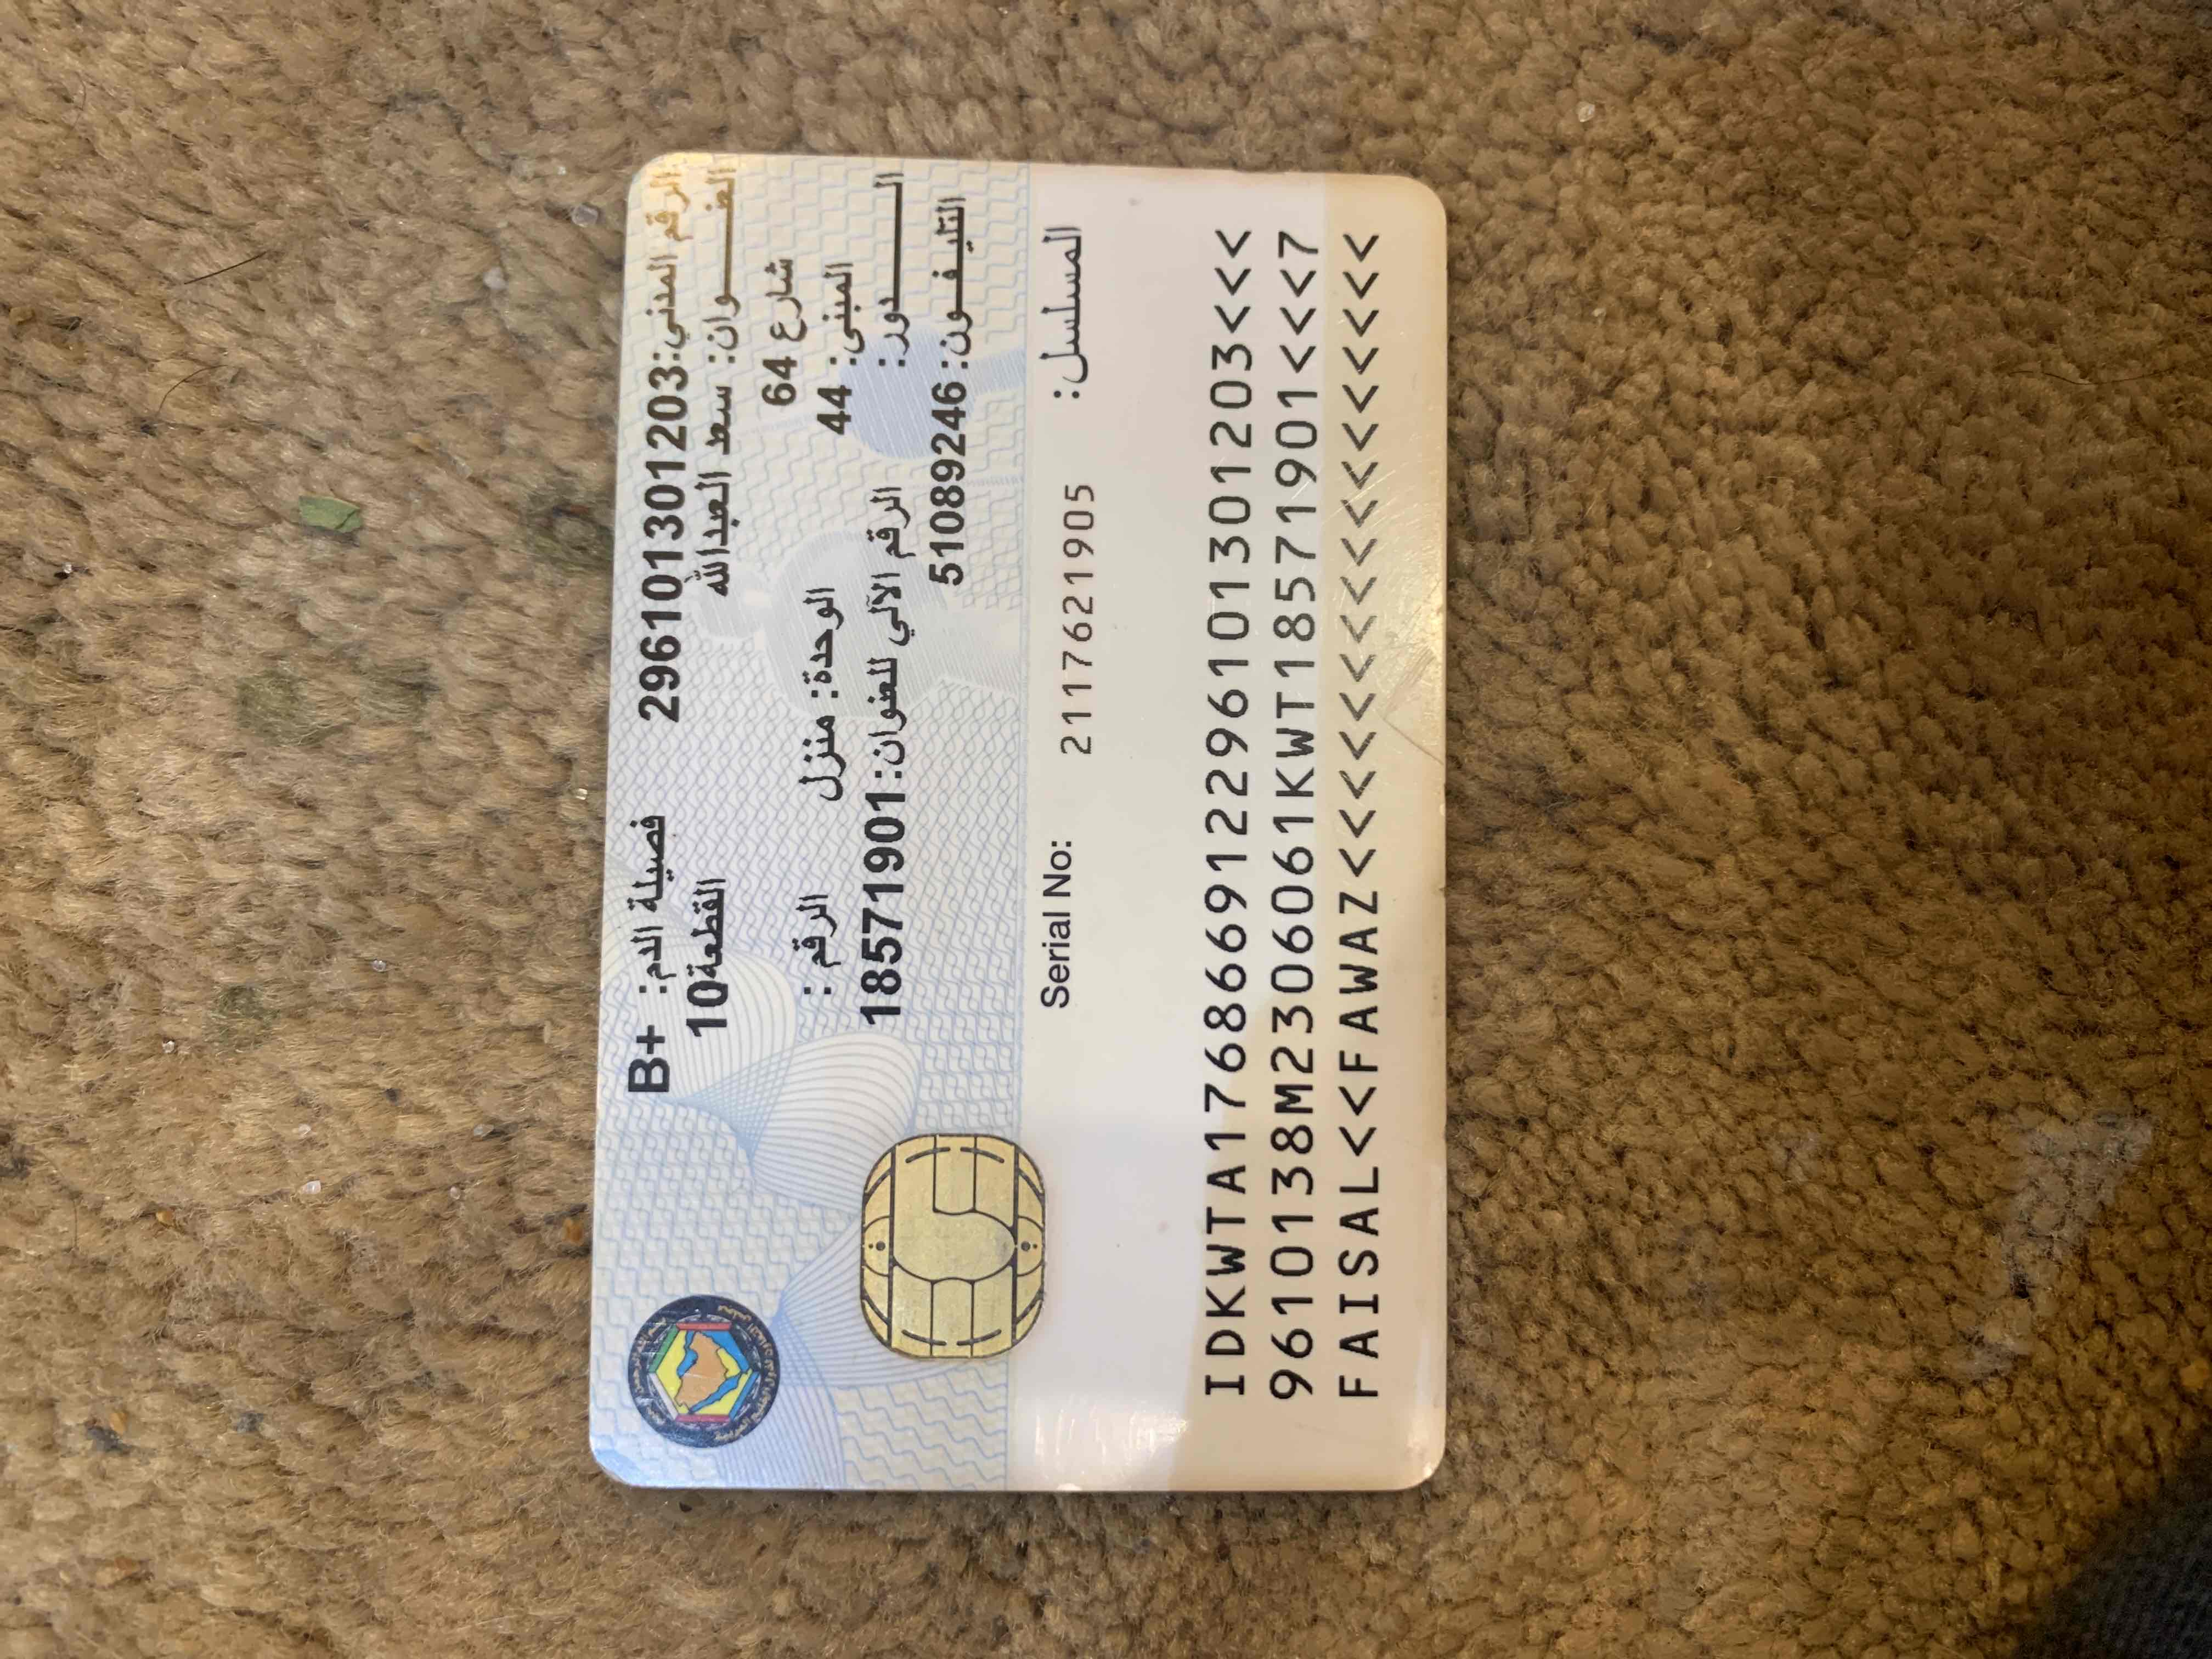 الرقم المدني: 296101301203 فصيلة الدم: B+
العنوان: سعد العبدالله القطعة 10
شارع 64
المبنى: 44 الوحدة: منزل الرقم:
الدور: الرقم الآلي للعنوان: 18571901
التليفون: 51089246
Serial No: 2117621905 المسلسل:
IDKWTA176866912296101301203<<<
9610138M2306061KWT18571901<<<7
FAISAL<<FAWAZ<<<<<<<<<<<<<<<<<